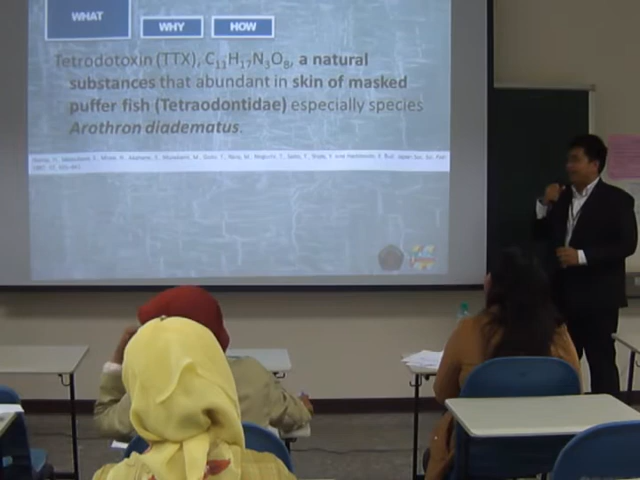 WHAT
WHY
HOW
Tetrodotoxin (TTX), C₁₁H₁₇N₃O₈, a natural
substances that abundant in skin of masked
puffer fish (Tetraodontidae) especially species
Arothron diadematus.